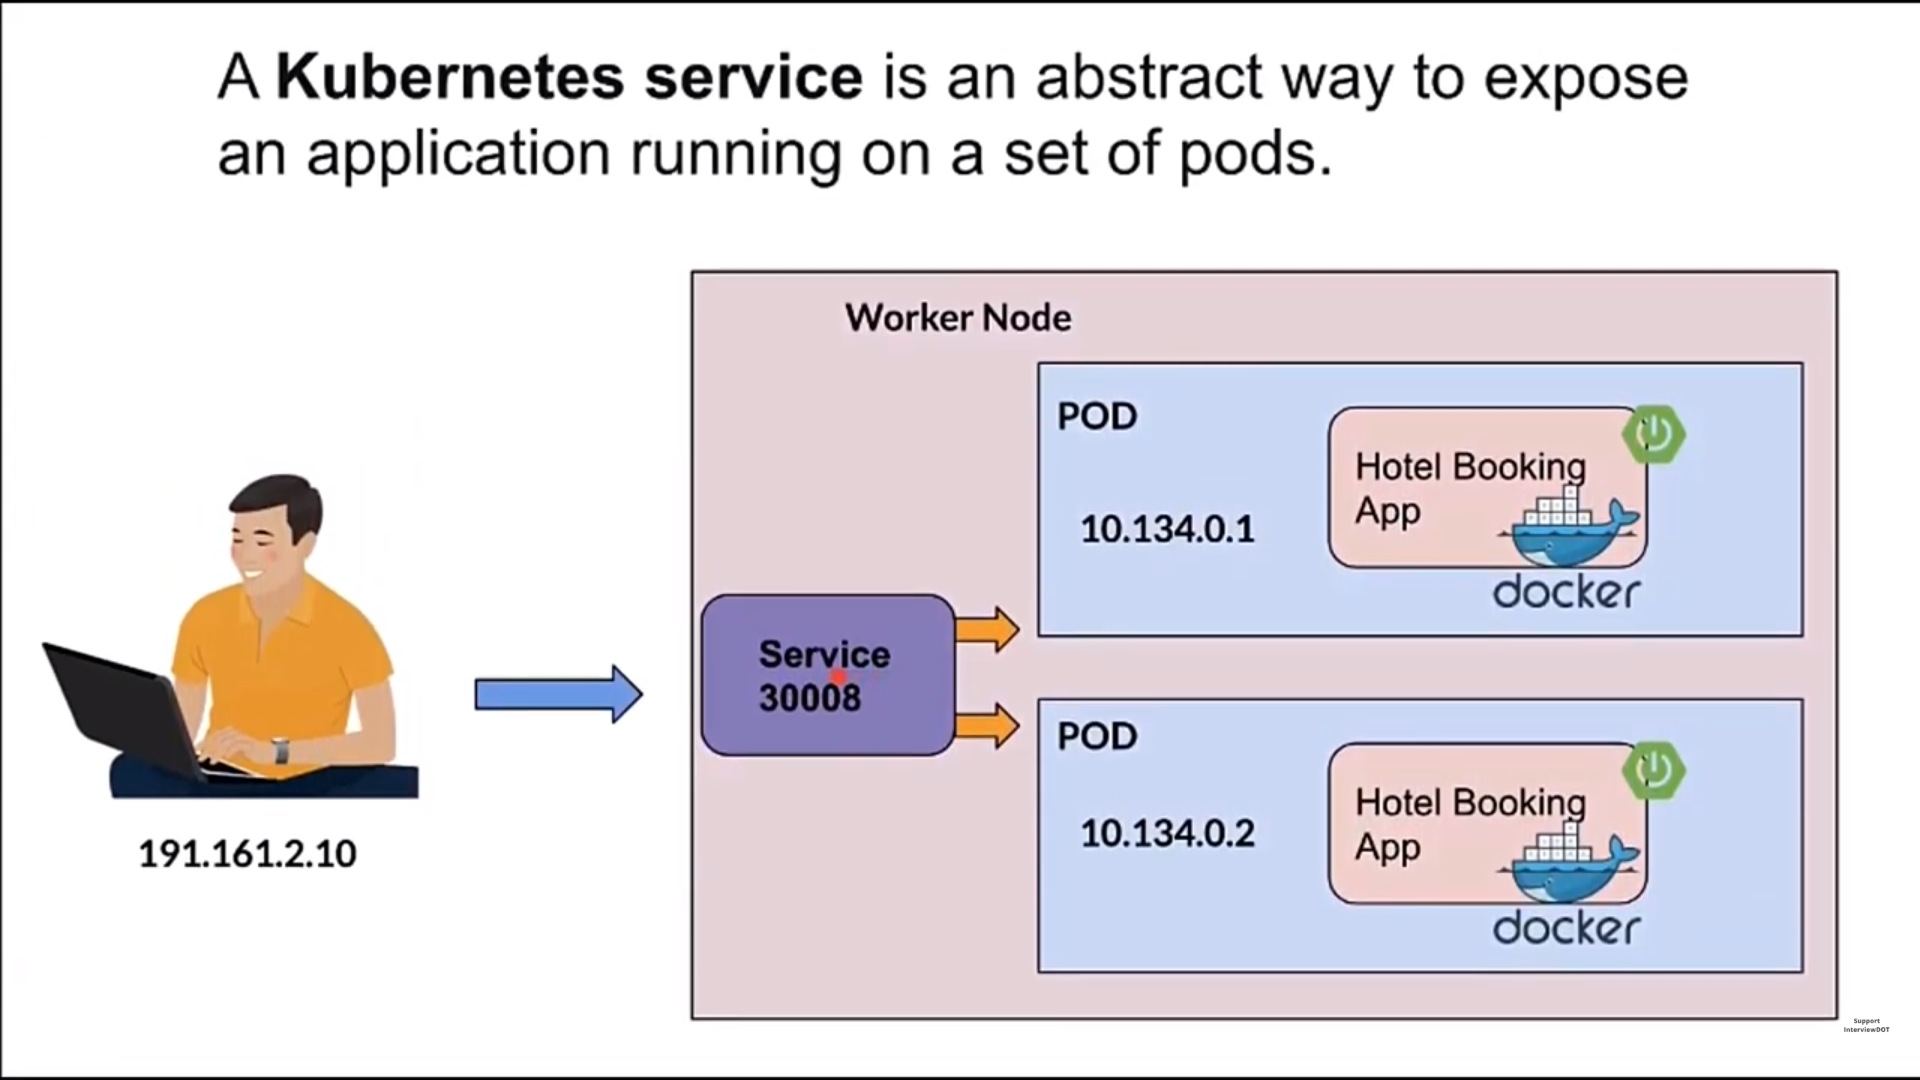 A Kubernetes service is an abstract way to expose
an application running on a set of pods.
Worker Node
POD
10.134.0.1
Hotel Booking
App
docker
Service
30008
POD
10.134.0.2
Hotel Booking
App
docker
191.161.2.10
Support
InterviewDOT